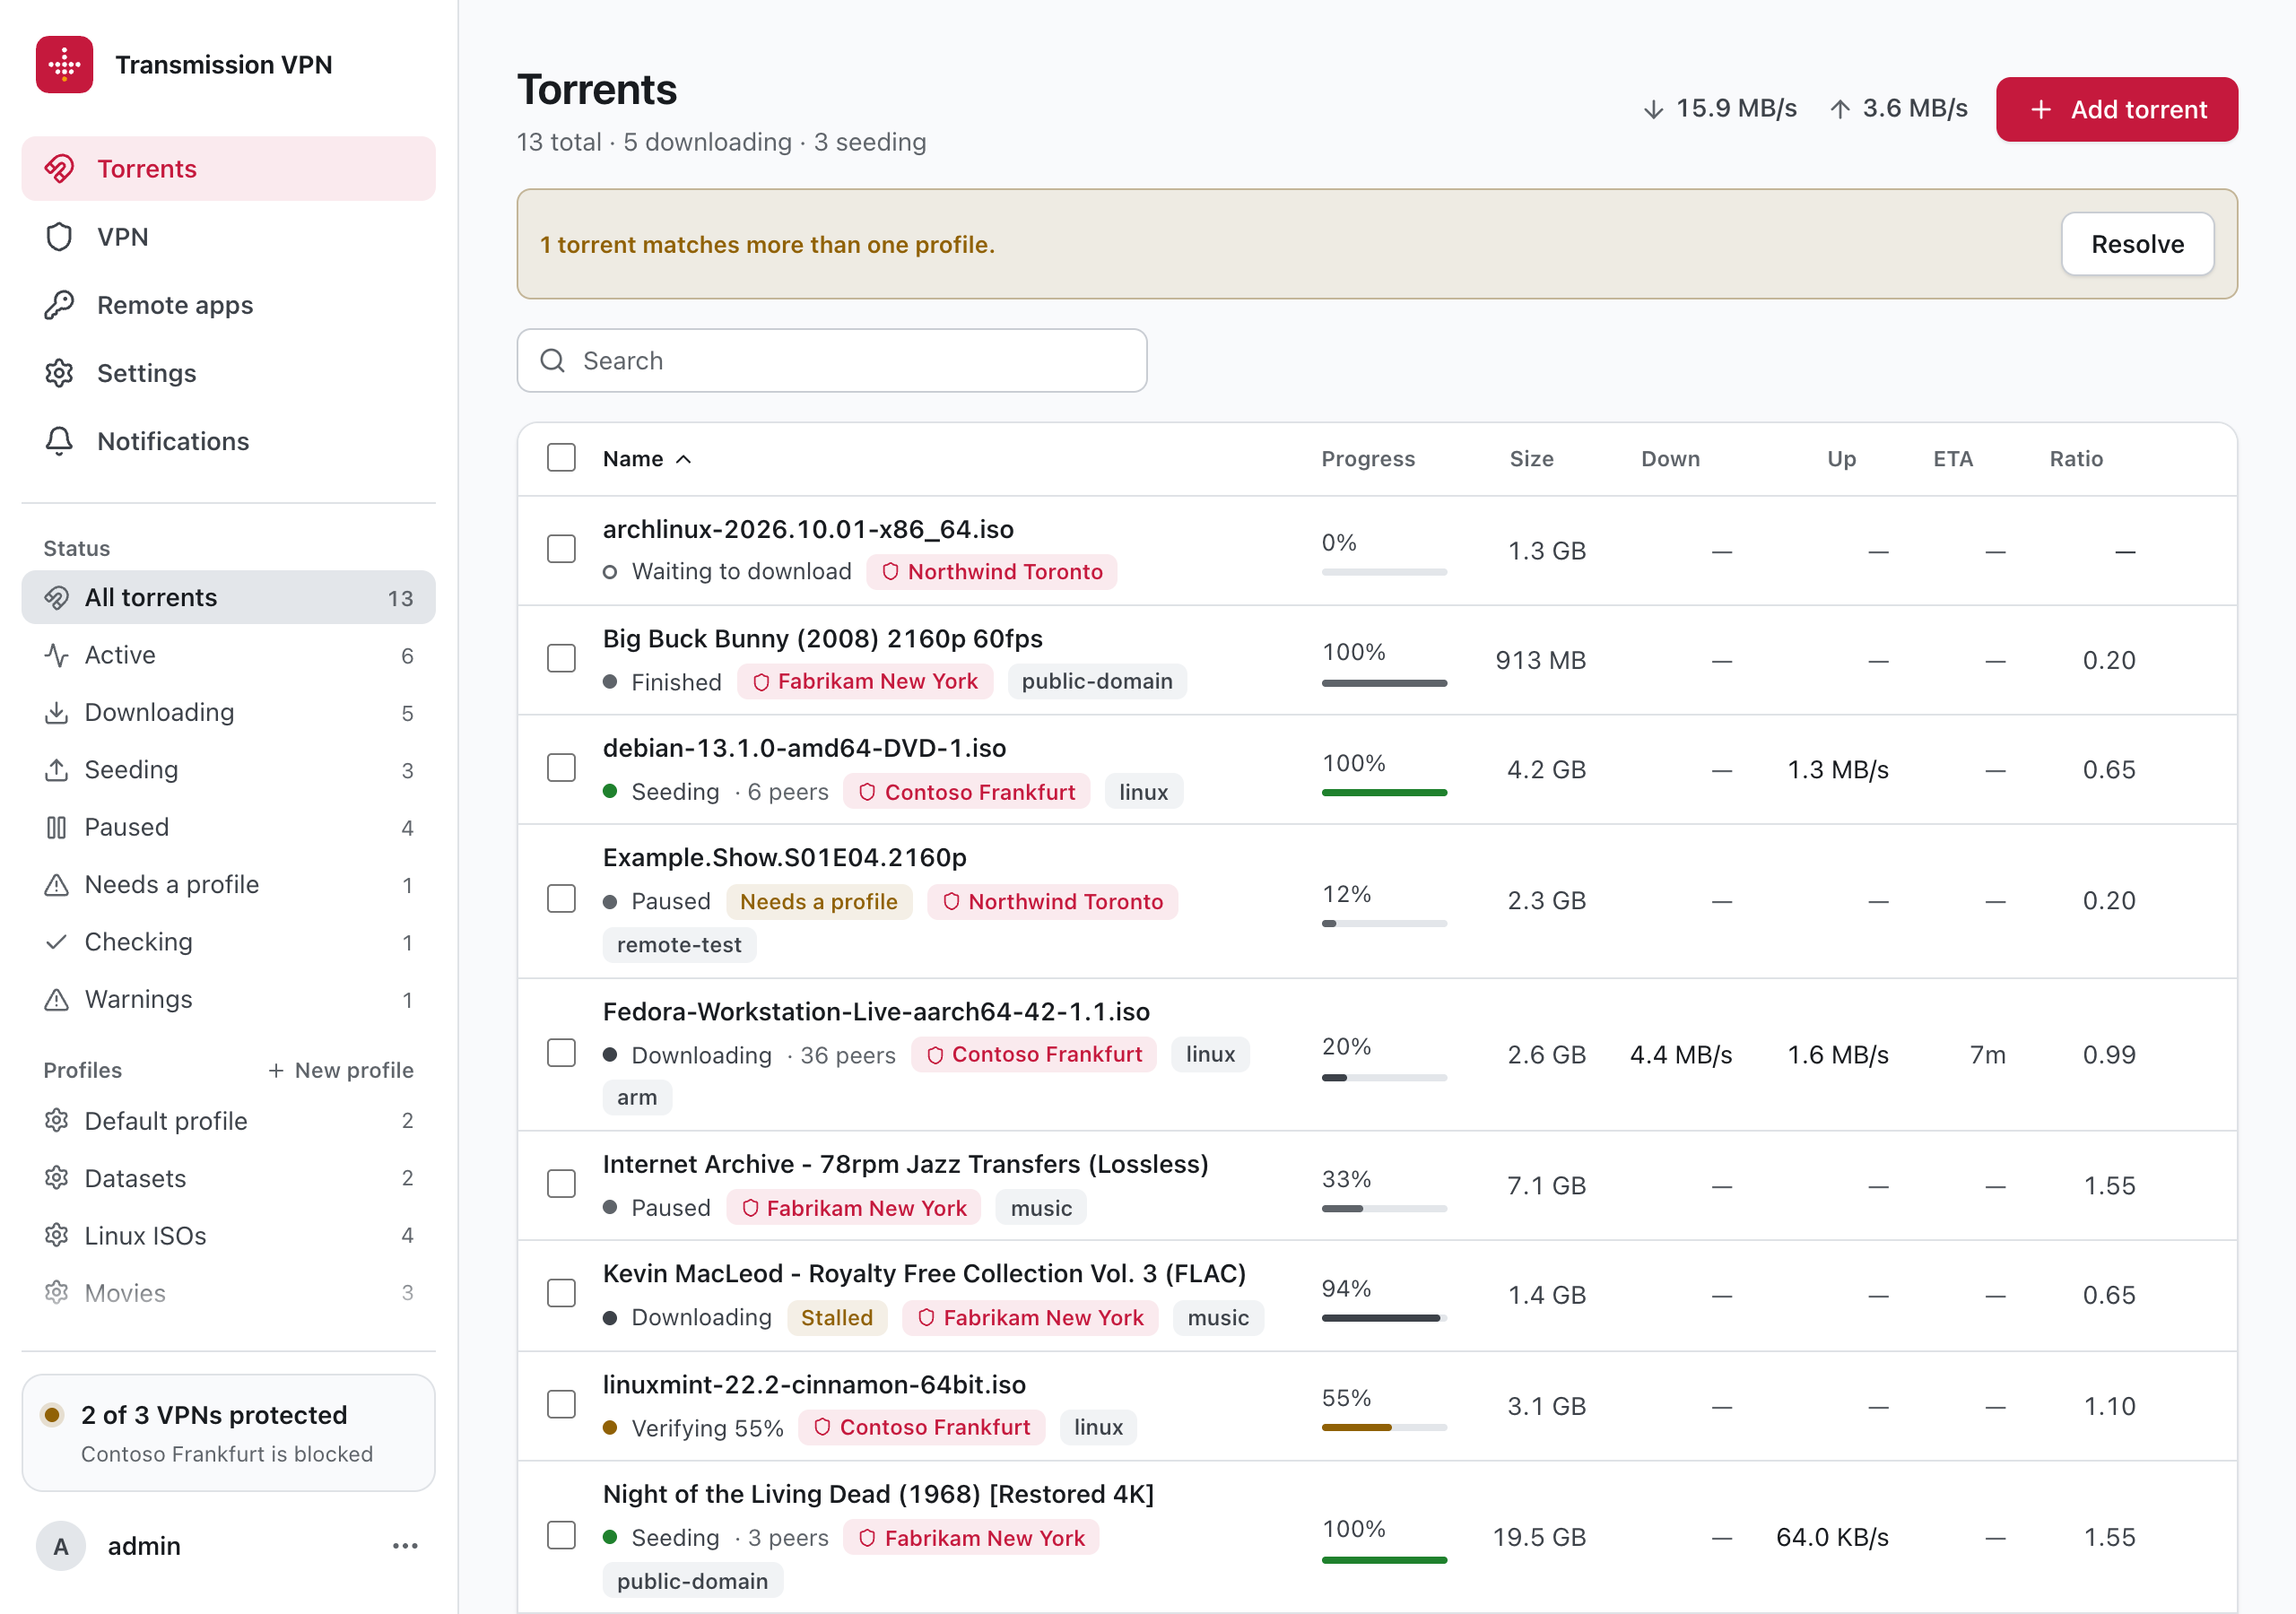 Transmission VPN
Torrents
VPN
Remote apps
Settings
Notifications
Status
All torrents 13
Active 6
Downloading 5
Seeding 3
Paused 4
Needs a profile 1
Checking 1
Warnings 1
Profiles + New profile
Default profile 2
Datasets 2
Linux ISOs 4
Movies 3
2 of 3 VPNs protected
Contoso Frankfurt is blocked
A admin
Torrents
13 total · 5 downloading · 3 seeding
↓ 15.9 MB/s ↑ 3.6 MB/s + Add torrent
1 torrent matches more than one profile. Resolve
Search
Name Progress Size Down Up ETA Ratio
archlinux-2026.10.01-x86_64.iso
Waiting to download Northwind Toronto
0% 1.3 GB — — — —
Big Buck Bunny (2008) 2160p 60fps
Finished Fabrikam New York public-domain
100% 913 MB — — — 0.20
debian-13.1.0-amd64-DVD-1.iso
Seeding · 6 peers Contoso Frankfurt linux
100% 4.2 GB — 1.3 MB/s — 0.65
Example.Show.S01E04.2160p
Paused Needs a profile Northwind Toronto
remote-test
12% 2.3 GB — — — 0.20
Fedora-Workstation-Live-aarch64-42-1.1.iso
Downloading · 36 peers Contoso Frankfurt linux
arm
20% 2.6 GB 4.4 MB/s 1.6 MB/s 7m 0.99
Internet Archive - 78rpm Jazz Transfers (Lossless)
Paused Fabrikam New York music
33% 7.1 GB — — — 1.55
Kevin MacLeod - Royalty Free Collection Vol. 3 (FLAC)
Downloading Stalled Fabrikam New York music
94% 1.4 GB — — — 0.65
linuxmint-22.2-cinnamon-64bit.iso
Verifying 55% Contoso Frankfurt linux
55% 3.1 GB — — — 1.10
Night of the Living Dead (1968) [Restored 4K]
Seeding · 3 peers Fabrikam New York
public-domain
100% 19.5 GB — 64.0 KB/s — 1.55